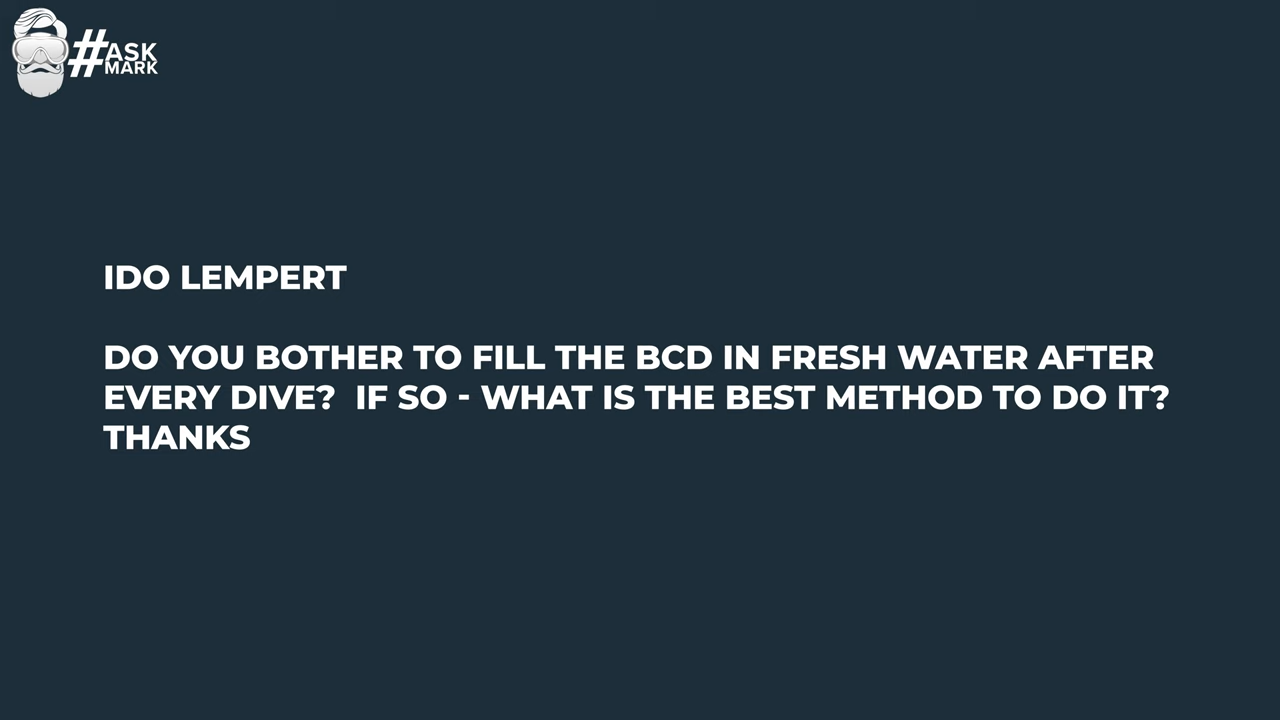 #ASK
MARK
IDO LEMPERT
DO YOU BOTHER TO FILL THE BCD IN FRESH WATER AFTER
EVERY DIVE?  IF SO - WHAT IS THE BEST METHOD TO DO IT?
THANKS